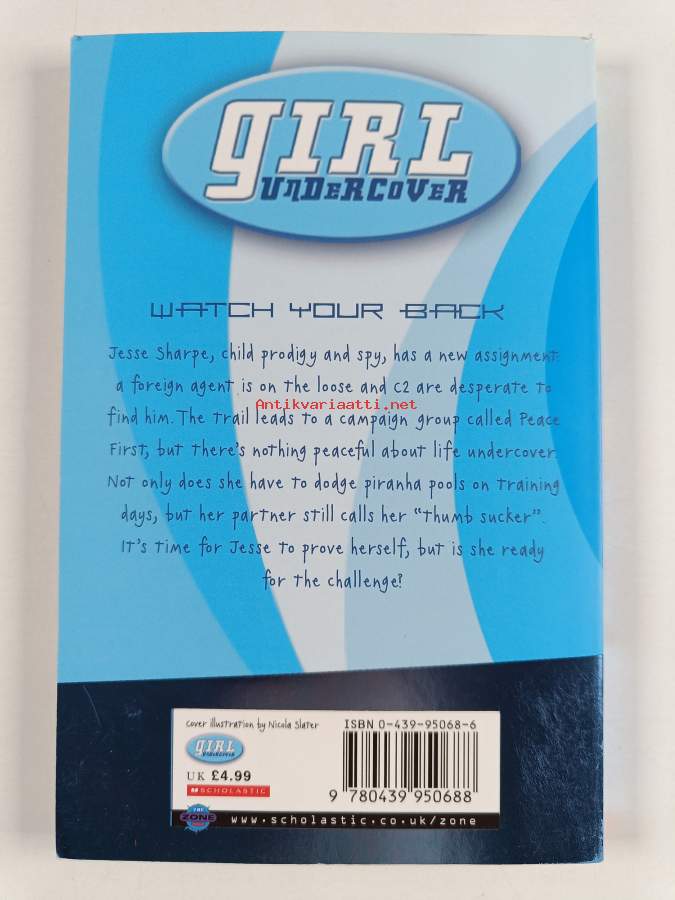 GIRL
UNDERCOVER
WATCH YOUR BACK
Jesse Sharpe, child prodigy and spy, has a new assignment:
a foreign agent is on the loose and C2 are desperate to
Antikvariaatti.net
find him. The trail leads to a campaign group called Peace
First, but there's nothing peaceful about life undercover.
Not only does she have to dodge piranha pools on training
days, but her partner still calls her "thumb sucker".
It's time for Jesse to prove herself, but is she ready
for the challenge?
cover illustration by Nicola Slater
ISBN 0-439-95068-6
GIRL
UNDERCOVER
UK £4.99
SCHOLASTIC
9 780439 950688
THE
ZONE
www.scholastic.co.uk/zone